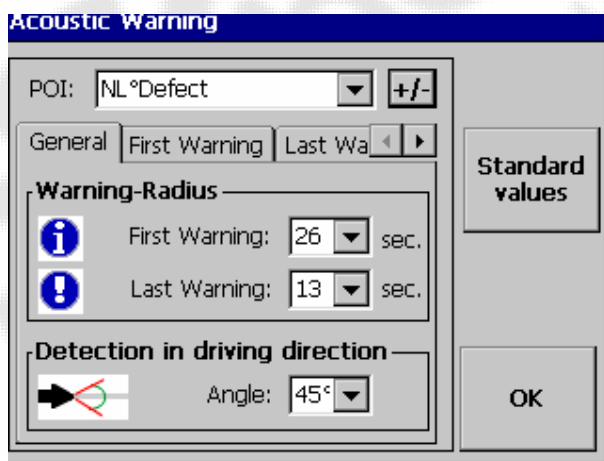 Acoustic Warning
POI: NL°Defect +/-
General First Warning Last Wa
Standard
values
Warning-Radius
First Warning: 26 sec.
Last Warning: 13 sec.
Detection in driving direction
Angle: 45°
OK